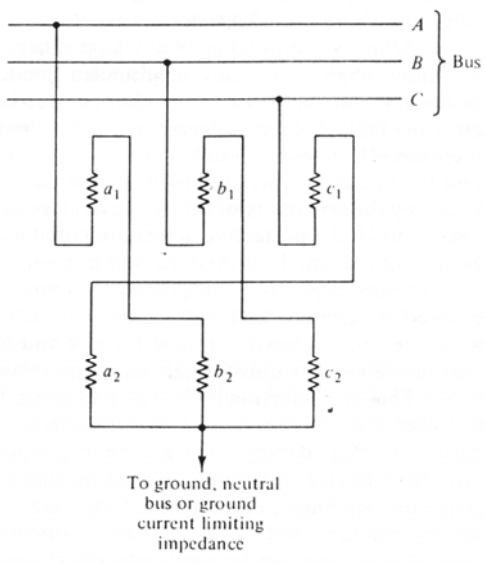 A
B Bus
C
a1 b1 c1
a2 b2 c2
To ground, neutral
bus or ground
current limiting
impedance